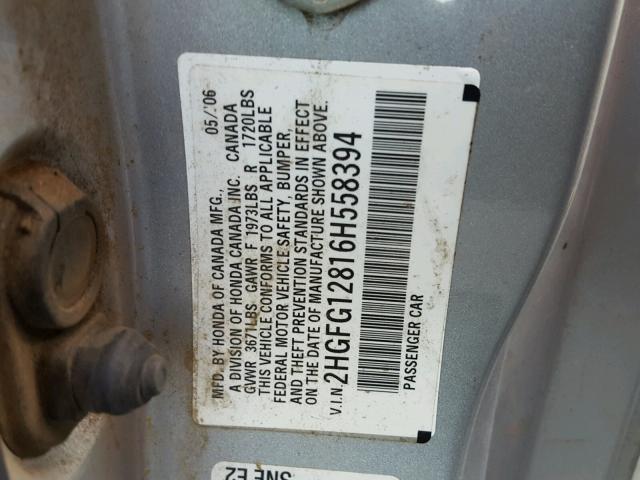 MFD. BY HONDA OF CANADA MFG., 05/'06
A DIVISION OF HONDA CANADA INC. CANADA
GVWR 3671LBS GAWR F 1973LBS R 1720LBS
THIS VEHICLE CONFORMS TO ALL APPLICABLE
FEDERAL MOTOR VEHICLE SAFETY, BUMPER,
AND THEFT PREVENTION STANDARDS IN EFFECT
ON THE DATE OF MANUFACTURE SHOWN ABOVE.
V.I.N. 2HGFG12816H558394
PASSENGER CAR